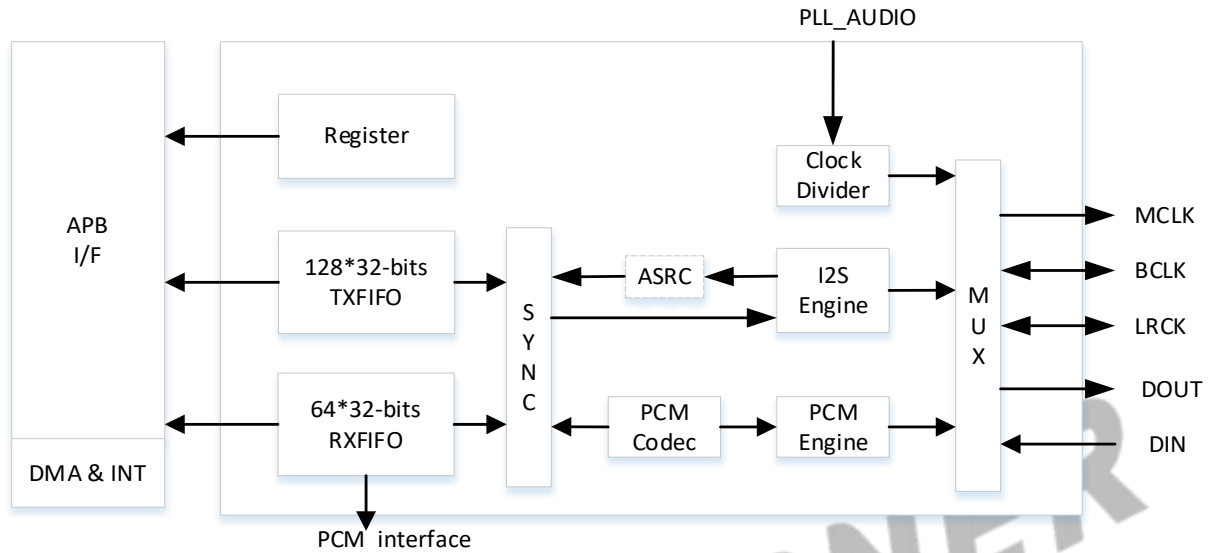 PLL_AUDIO
Register
Clock
Divider
APB
I/F
MCLK
128*32-bits
TXFIFO
ASRC
I2S
Engine
BCLK
S
Y
N
C
M
U
X
LRCK
64*32-bits
RXFIFO
PCM
Codec
PCM
Engine
DOUT
DIN
DMA & INT
PCM interface